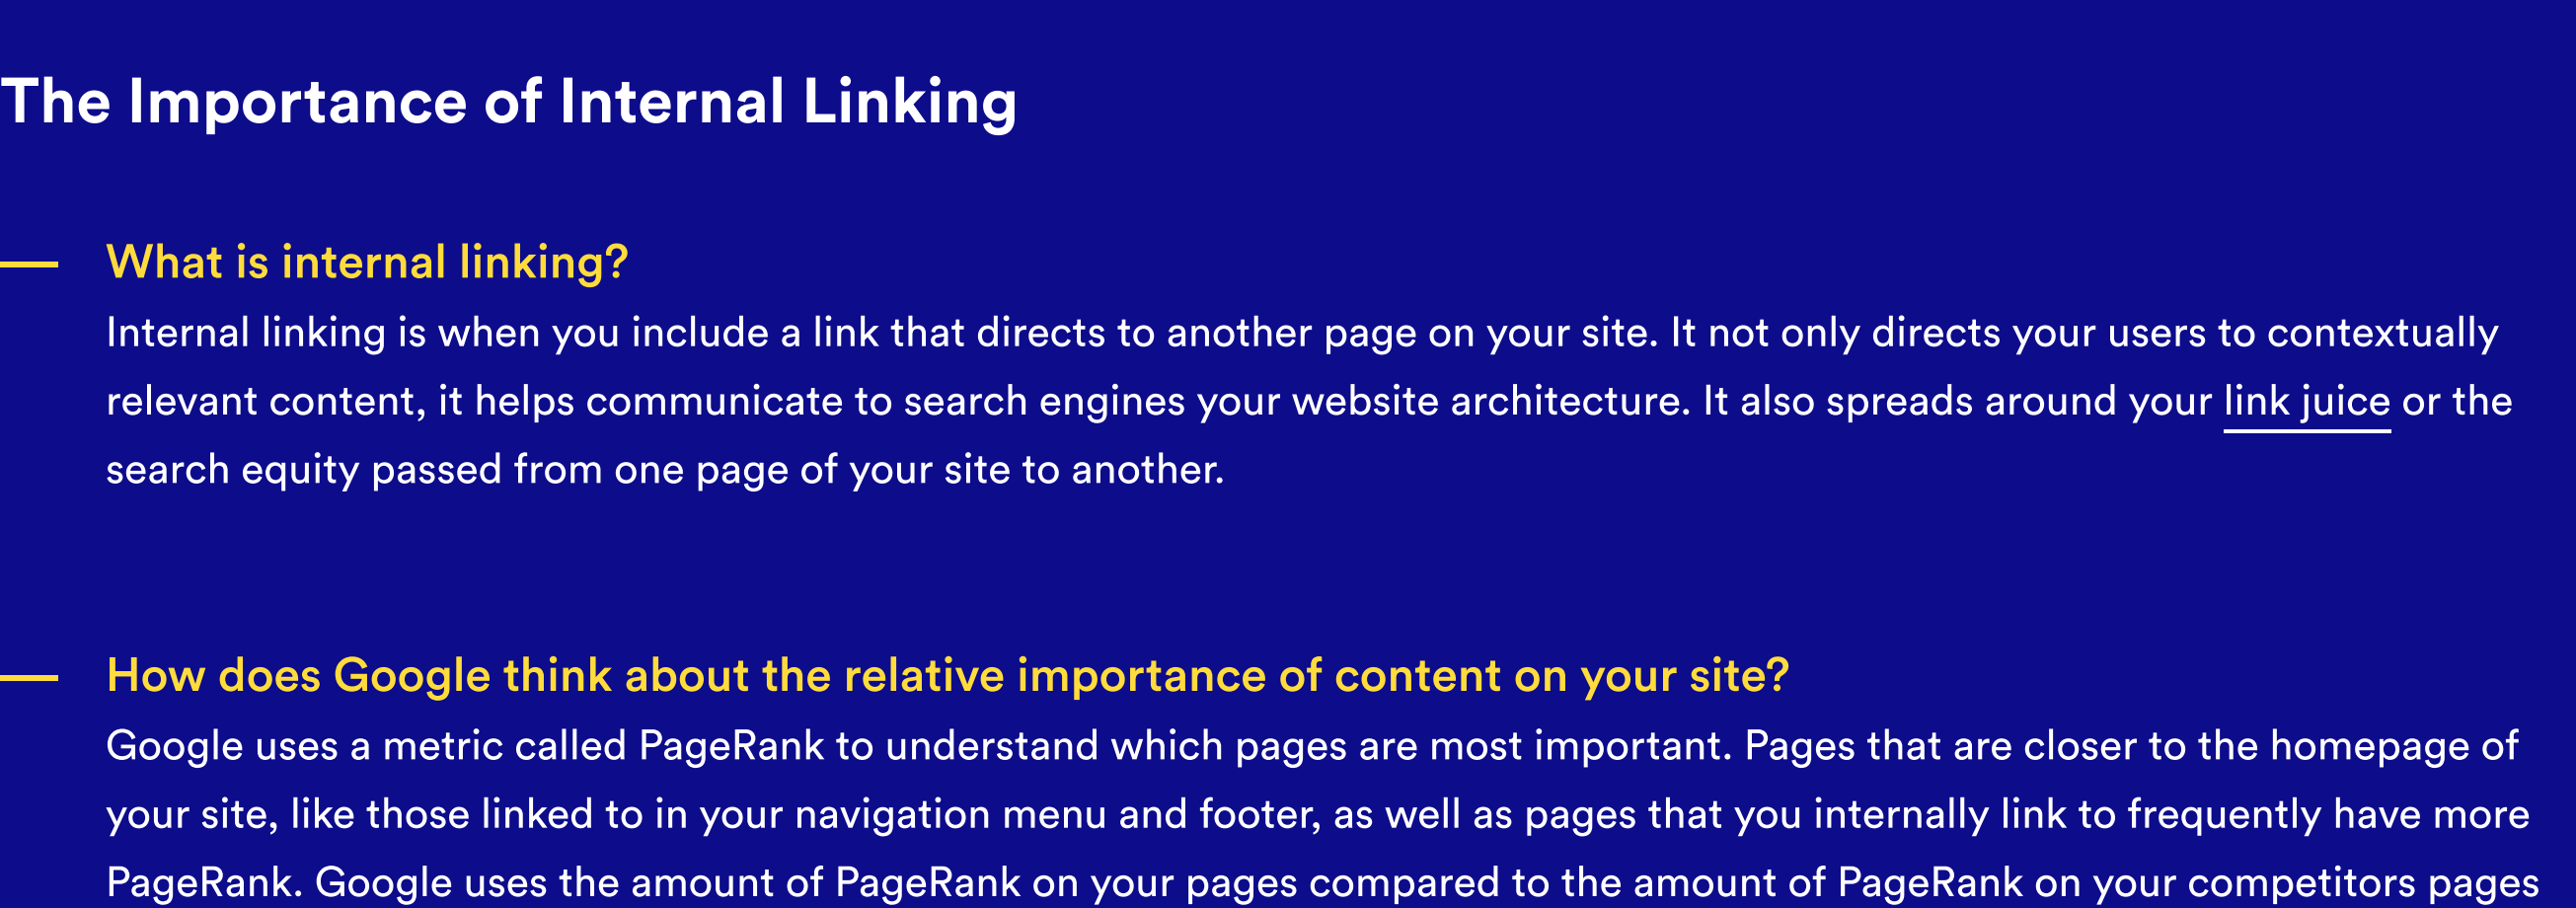 The Importance of Internal Linking
What is internal linking?
Internal linking is when you include a link that directs to another page on your site. It not only directs your users to contextually
relevant content, it helps communicate to search engines your website architecture. It also spreads around your link juice or the
search equity passed from one page of your site to another.
How does Google think about the relative importance of content on your site?
Google uses a metric called PageRank to understand which pages are most important. Pages that are closer to the homepage of
your site, like those linked to in your navigation menu and footer, as well as pages that you internally link to frequently have more
PageRank. Google uses the amount of PageRank on your pages compared to the amount of PageRank on your competitors pages